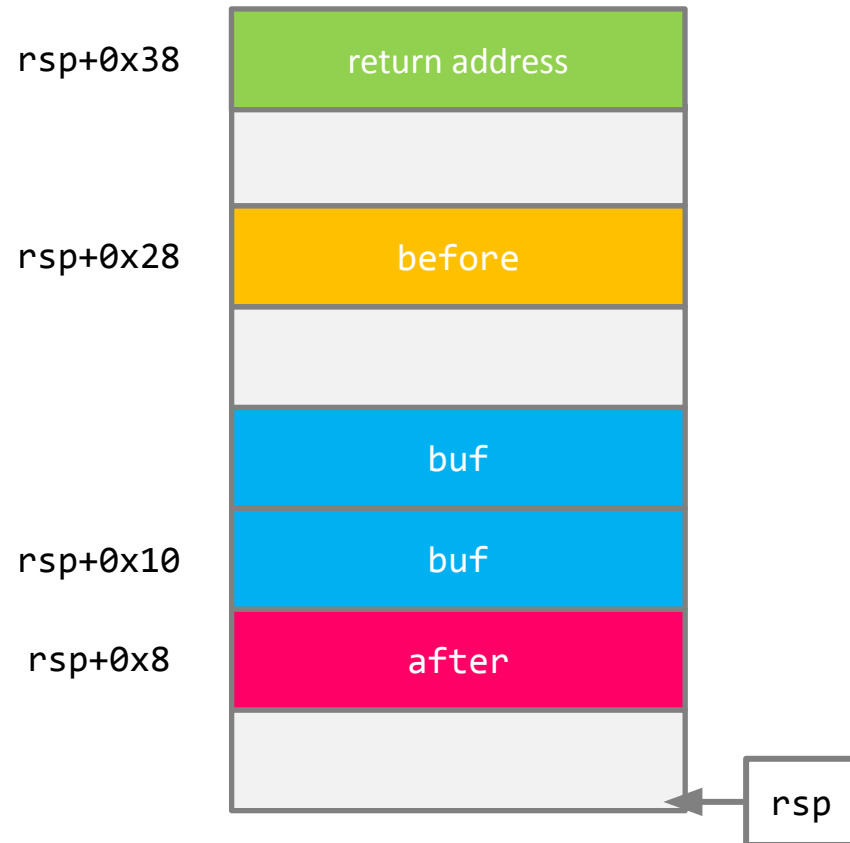 rsp+0x38 return address
rsp+0x28 before
buf
rsp+0x10 buf
rsp+0x8 after
rsp